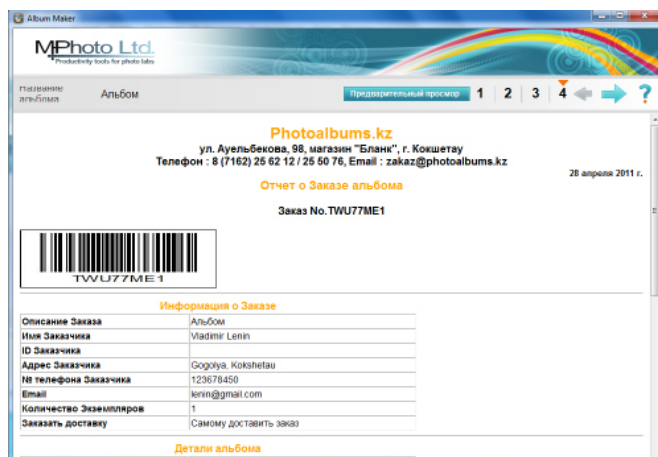 Album Maker
MPhoto Ltd.
Productivity tools for photo labs
Название
альбома
Альбом
Предварительный просмор 1 | 2 | 3 | 4 ?
Photoalbums.kz
ул. Ауельбекова, 98, магазин "Бланк", г. Кокшетау
Телефон : 8 (7162) 25 62 12 / 25 50 76, Email : zakaz@photoalbums.kz
28 апреля 2011 г.
Отчет о Заказе альбома
Заказ No.TWU77ME1
TWU77ME1
Информация о Заказе
Описание Заказа Альбом
Имя Заказчика Vladimir Lenin
ID Заказчика
Адрес Заказчика Gogolya, Kokshetau
№ телефона Заказчика 123678450
Email lenin@gmail.com
Количество Экземпляров 1
Заказать доставку Самому доставить заказ
Детали альбома